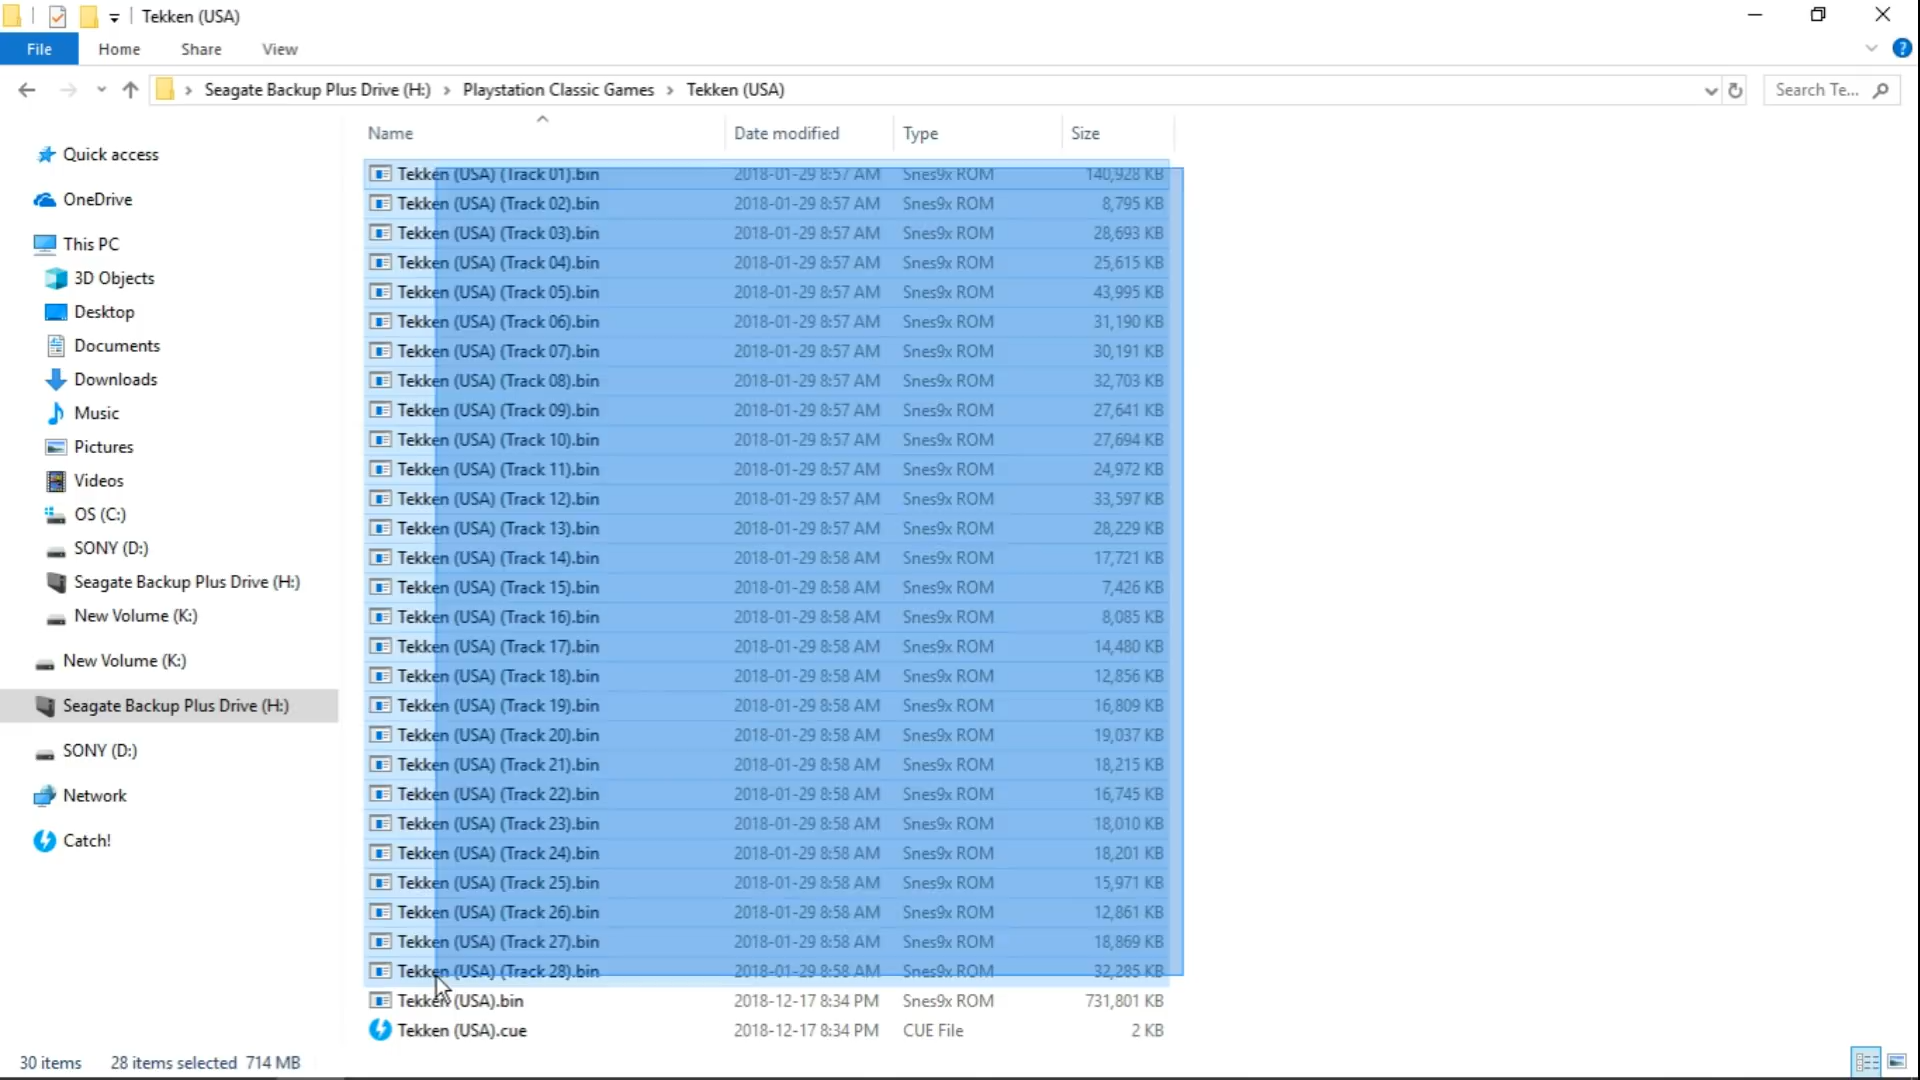 Tekken (USA)
File Home Share View
Seagate Backup Plus Drive (H:) Playstation Classic Games Tekken (USA) Search Te...
Quick access
OneDrive
This PC
3D Objects
Desktop
Documents
Downloads
Music
Pictures
Videos
OS (C:)
SONY (D:)
Seagate Backup Plus Drive (H:)
New Volume (K:)
New Volume (K:)
Seagate Backup Plus Drive (H:)
SONY (D:)
Network
Catch!
Name Date modified Type Size
Tekken (USA) (Track 01).bin 2018-01-29 8:57 AM Snes9x ROM 140,928 KB
Tekken (USA) (Track 02).bin 2018-01-29 8:57 AM Snes9x ROM 8,795 KB
Tekken (USA) (Track 03).bin 2018-01-29 8:57 AM Snes9x ROM 28,693 KB
Tekken (USA) (Track 04).bin 2018-01-29 8:57 AM Snes9x ROM 25,615 KB
Tekken (USA) (Track 05).bin 2018-01-29 8:57 AM Snes9x ROM 43,995 KB
Tekken (USA) (Track 06).bin 2018-01-29 8:57 AM Snes9x ROM 31,190 KB
Tekken (USA) (Track 07).bin 2018-01-29 8:57 AM Snes9x ROM 30,191 KB
Tekken (USA) (Track 08).bin 2018-01-29 8:57 AM Snes9x ROM 32,703 KB
Tekken (USA) (Track 09).bin 2018-01-29 8:57 AM Snes9x ROM 27,641 KB
Tekken (USA) (Track 10).bin 2018-01-29 8:57 AM Snes9x ROM 27,694 KB
Tekken (USA) (Track 11).bin 2018-01-29 8:57 AM Snes9x ROM 24,972 KB
Tekken (USA) (Track 12).bin 2018-01-29 8:57 AM Snes9x ROM 33,597 KB
Tekken (USA) (Track 13).bin 2018-01-29 8:57 AM Snes9x ROM 28,229 KB
Tekken (USA) (Track 14).bin 2018-01-29 8:58 AM Snes9x ROM 17,721 KB
Tekken (USA) (Track 15).bin 2018-01-29 8:58 AM Snes9x ROM 7,426 KB
Tekken (USA) (Track 16).bin 2018-01-29 8:58 AM Snes9x ROM 8,085 KB
Tekken (USA) (Track 17).bin 2018-01-29 8:58 AM Snes9x ROM 14,480 KB
Tekken (USA) (Track 18).bin 2018-01-29 8:58 AM Snes9x ROM 12,856 KB
Tekken (USA) (Track 19).bin 2018-01-29 8:58 AM Snes9x ROM 16,809 KB
Tekken (USA) (Track 20).bin 2018-01-29 8:58 AM Snes9x ROM 19,037 KB
Tekken (USA) (Track 21).bin 2018-01-29 8:58 AM Snes9x ROM 18,215 KB
Tekken (USA) (Track 22).bin 2018-01-29 8:58 AM Snes9x ROM 16,745 KB
Tekken (USA) (Track 23).bin 2018-01-29 8:58 AM Snes9x ROM 18,010 KB
Tekken (USA) (Track 24).bin 2018-01-29 8:58 AM Snes9x ROM 18,201 KB
Tekken (USA) (Track 25).bin 2018-01-29 8:58 AM Snes9x ROM 15,971 KB
Tekken (USA) (Track 26).bin 2018-01-29 8:58 AM Snes9x ROM 12,861 KB
Tekken (USA) (Track 27).bin 2018-01-29 8:58 AM Snes9x ROM 18,869 KB
Tekken (USA) (Track 28).bin 2018-01-29 8:58 AM Snes9x ROM 32,285 KB
Tekken (USA).bin 2018-12-17 8:34 PM Snes9x ROM 731,801 KB
Tekken (USA).cue 2018-12-17 8:34 PM CUE File 2 KB
30 items 28 items selected 714 MB